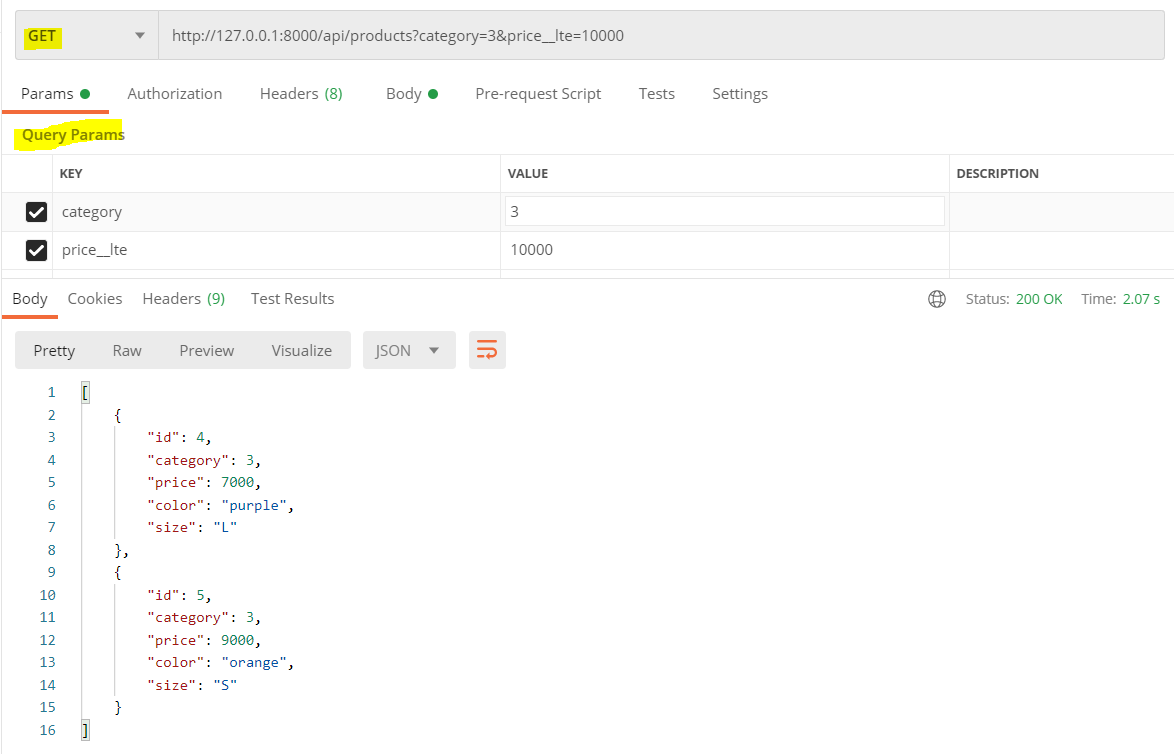 GET http://127.0.0.1:8000/api/products?category=3&price__lte=10000
Params Authorization Headers (8) Body Pre-request Script Tests Settings
Query Params
KEY VALUE DESCRIPTION
category 3
price__lte 10000
Body Cookies Headers (9) Test Results Status: 200 OK Time: 2.07 s
Pretty Raw Preview Visualize JSON
1 [
2 {
3 "id": 4,
4 "category": 3,
5 "price": 7000,
6 "color": "purple",
7 "size": "L"
8 },
9 {
10 "id": 5,
11 "category": 3,
12 "price": 9000,
13 "color": "orange",
14 "size": "S"
15 }
16 ]